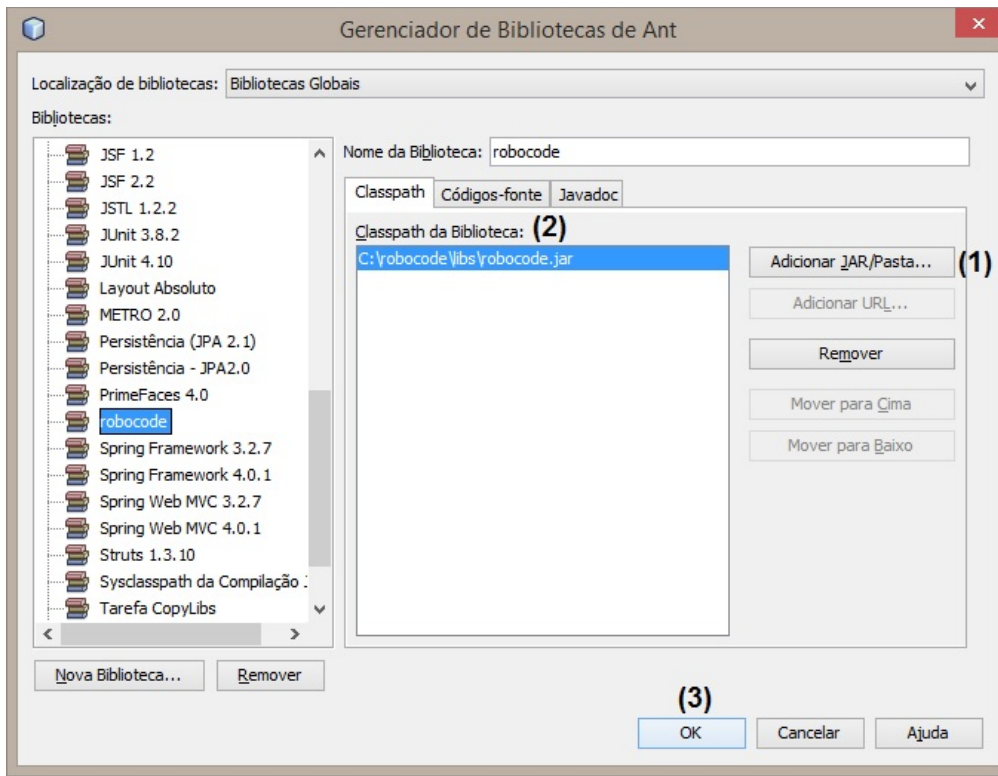 Gerenciador de Bibliotecas de Ant
Localização de bibliotecas: Bibliotecas Globais
Bibliotecas:
JSF 1.2
JSF 2.2
JSTL 1.2.2
JUnit 3.8.2
JUnit 4.10
Layout Absoluto
METRO 2.0
Persistência (JPA 2.1)
Persistência - JPA2.0
PrimeFaces 4.0
robocode
Spring Framework 3.2.7
Spring Framework 4.0.1
Spring Web MVC 3.2.7
Spring Web MVC 4.0.1
Struts 1.3.10
Sysclasspath da Compilação
Tarefa CopyLibs
Nova Biblioteca... Remover
Nome da Biblioteca: robocode
Classpath Códigos-fonte Javadoc
Classpath da Biblioteca: (2)
C:\robocode\libs\robocode.jar
Adicionar JAR/Pasta... (1)
Adicionar URL...
Remover
Mover para Cima
Mover para Baixo
(3)
OK Cancelar Ajuda